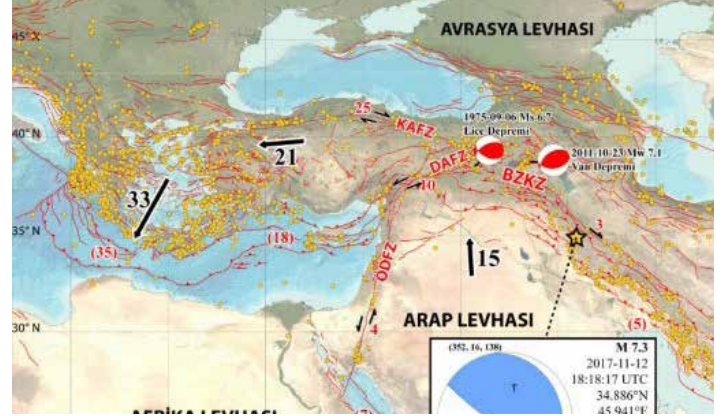 45° N
AVRASYA LEVHASI
25
KAFZ
1975-09-06 Ms 6.7
Lice Depremi
40° N
21
DAFZ
10
BZKZ
2011-10-23 Mw 7.1
Van Depremi
33
3
35° N
(35)
(18)
ÖDFZ
15
4
ARAP LEVHASI
(5)
30° N
(352, 16, 138)
T
M 7.3
2017-11-12
18:18:17 UTC
34.886°N
45.941°E
AFRİKA LEVHASI